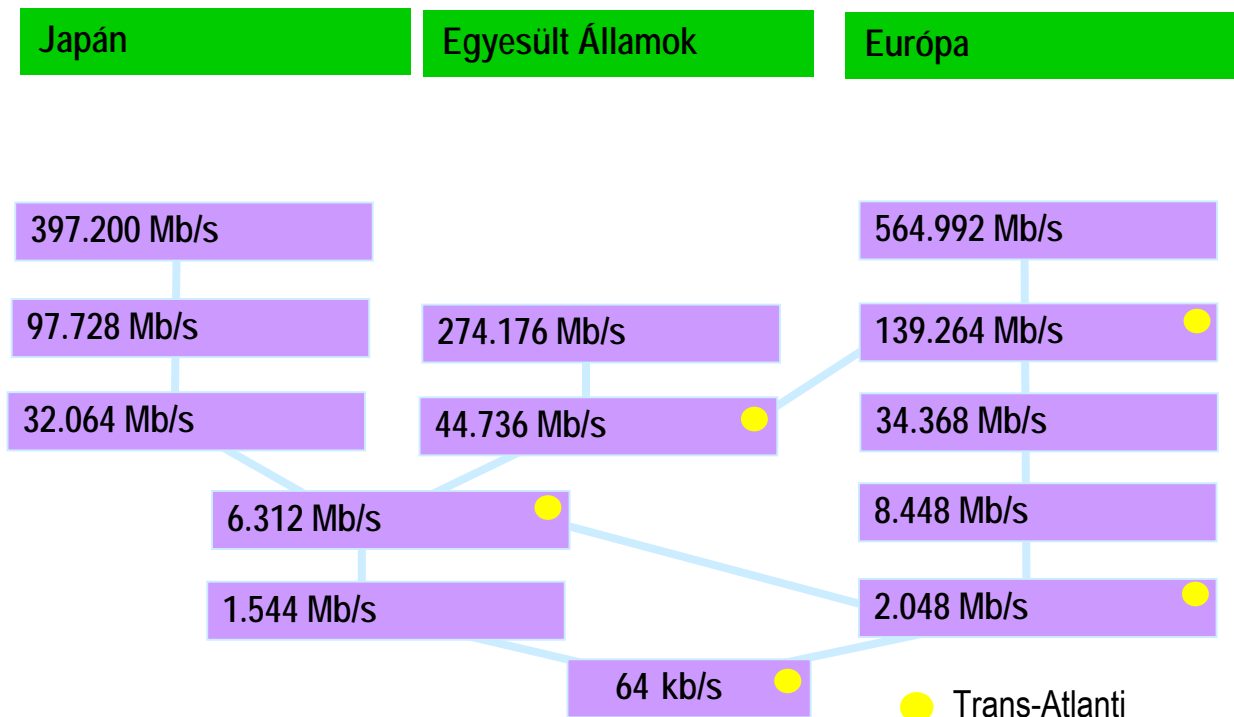 Japán
Egyesült Államok
Európa
397.200 Mb/s
564.992 Mb/s
97.728 Mb/s
274.176 Mb/s
139.264 Mb/s
32.064 Mb/s
44.736 Mb/s
34.368 Mb/s
6.312 Mb/s
8.448 Mb/s
1.544 Mb/s
2.048 Mb/s
64 kb/s
Trans-Atlanti